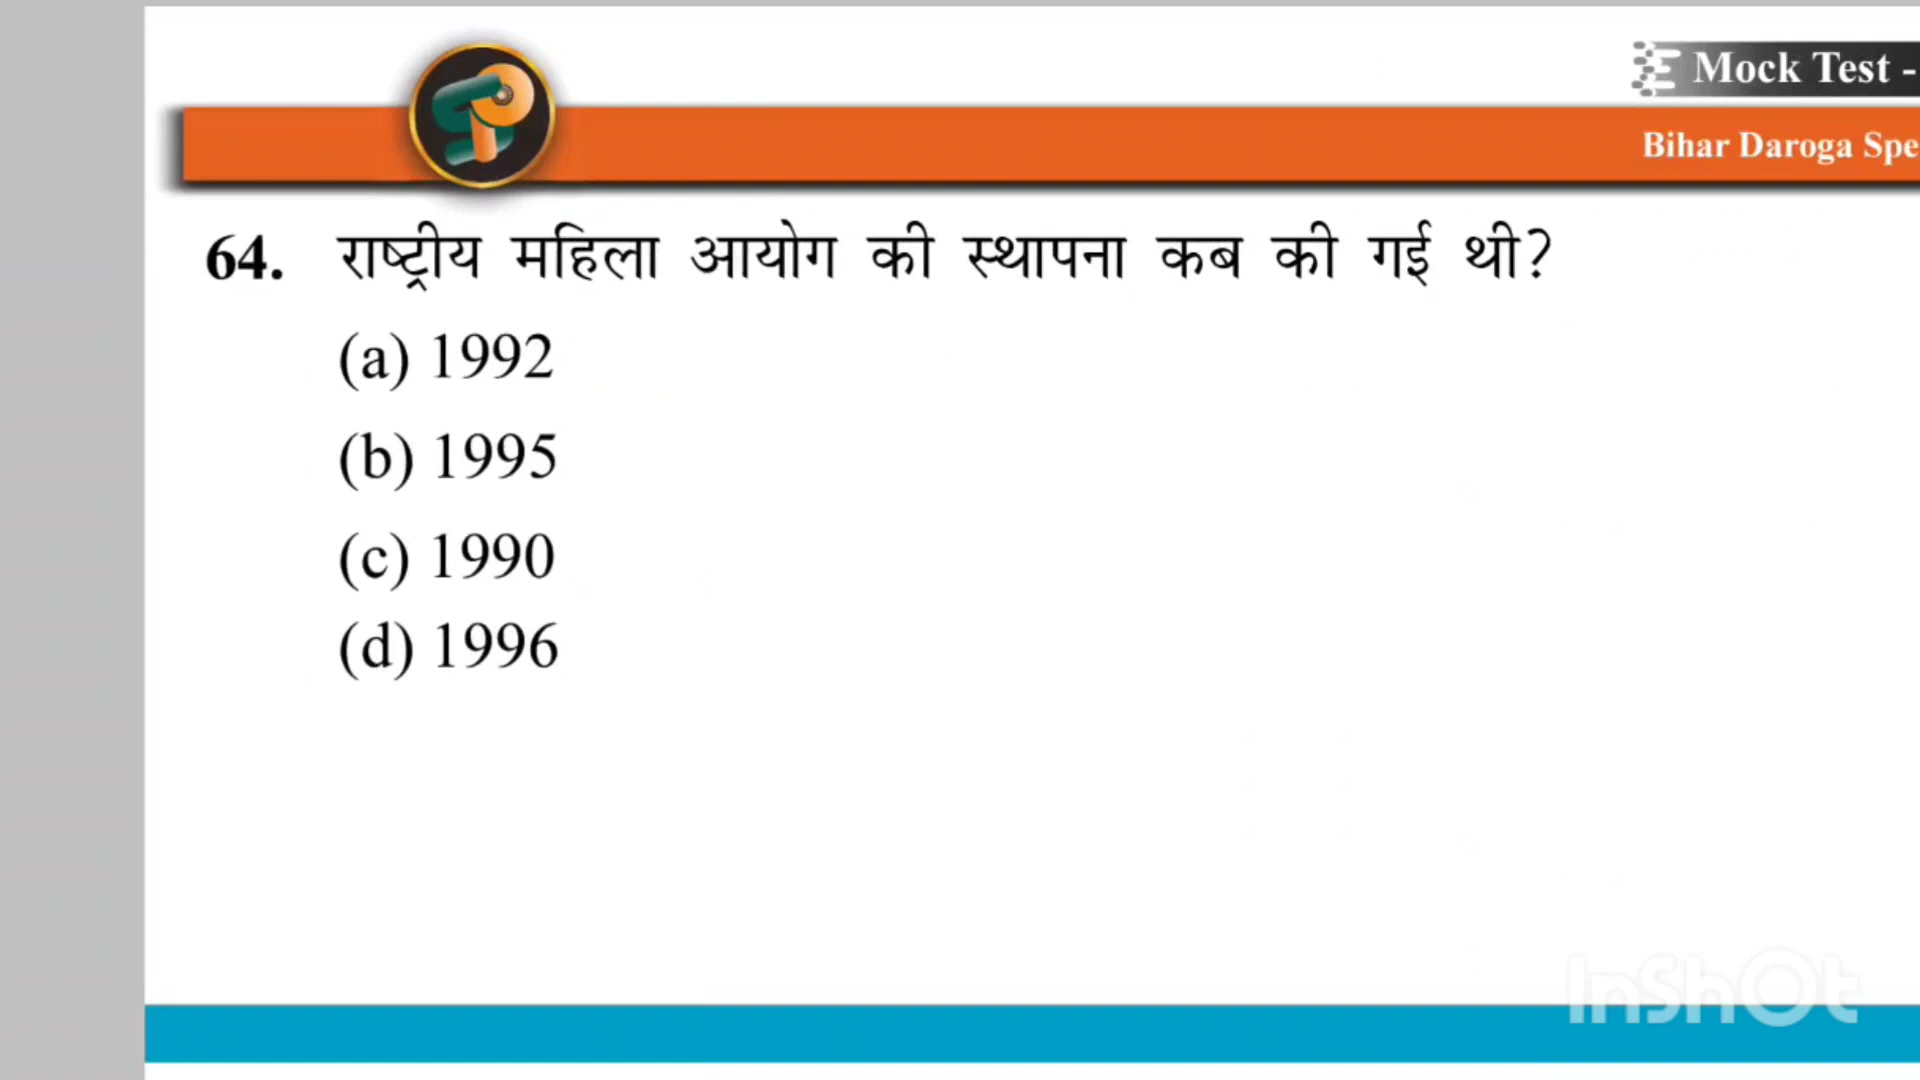 Mock Test -
Bihar Daroga Spe
64. राष्ट्रीय महिला आयोग की स्थापना कब की गई थी?
(a) 1992
(b) 1995
(c) 1990
(d) 1996
InShOt